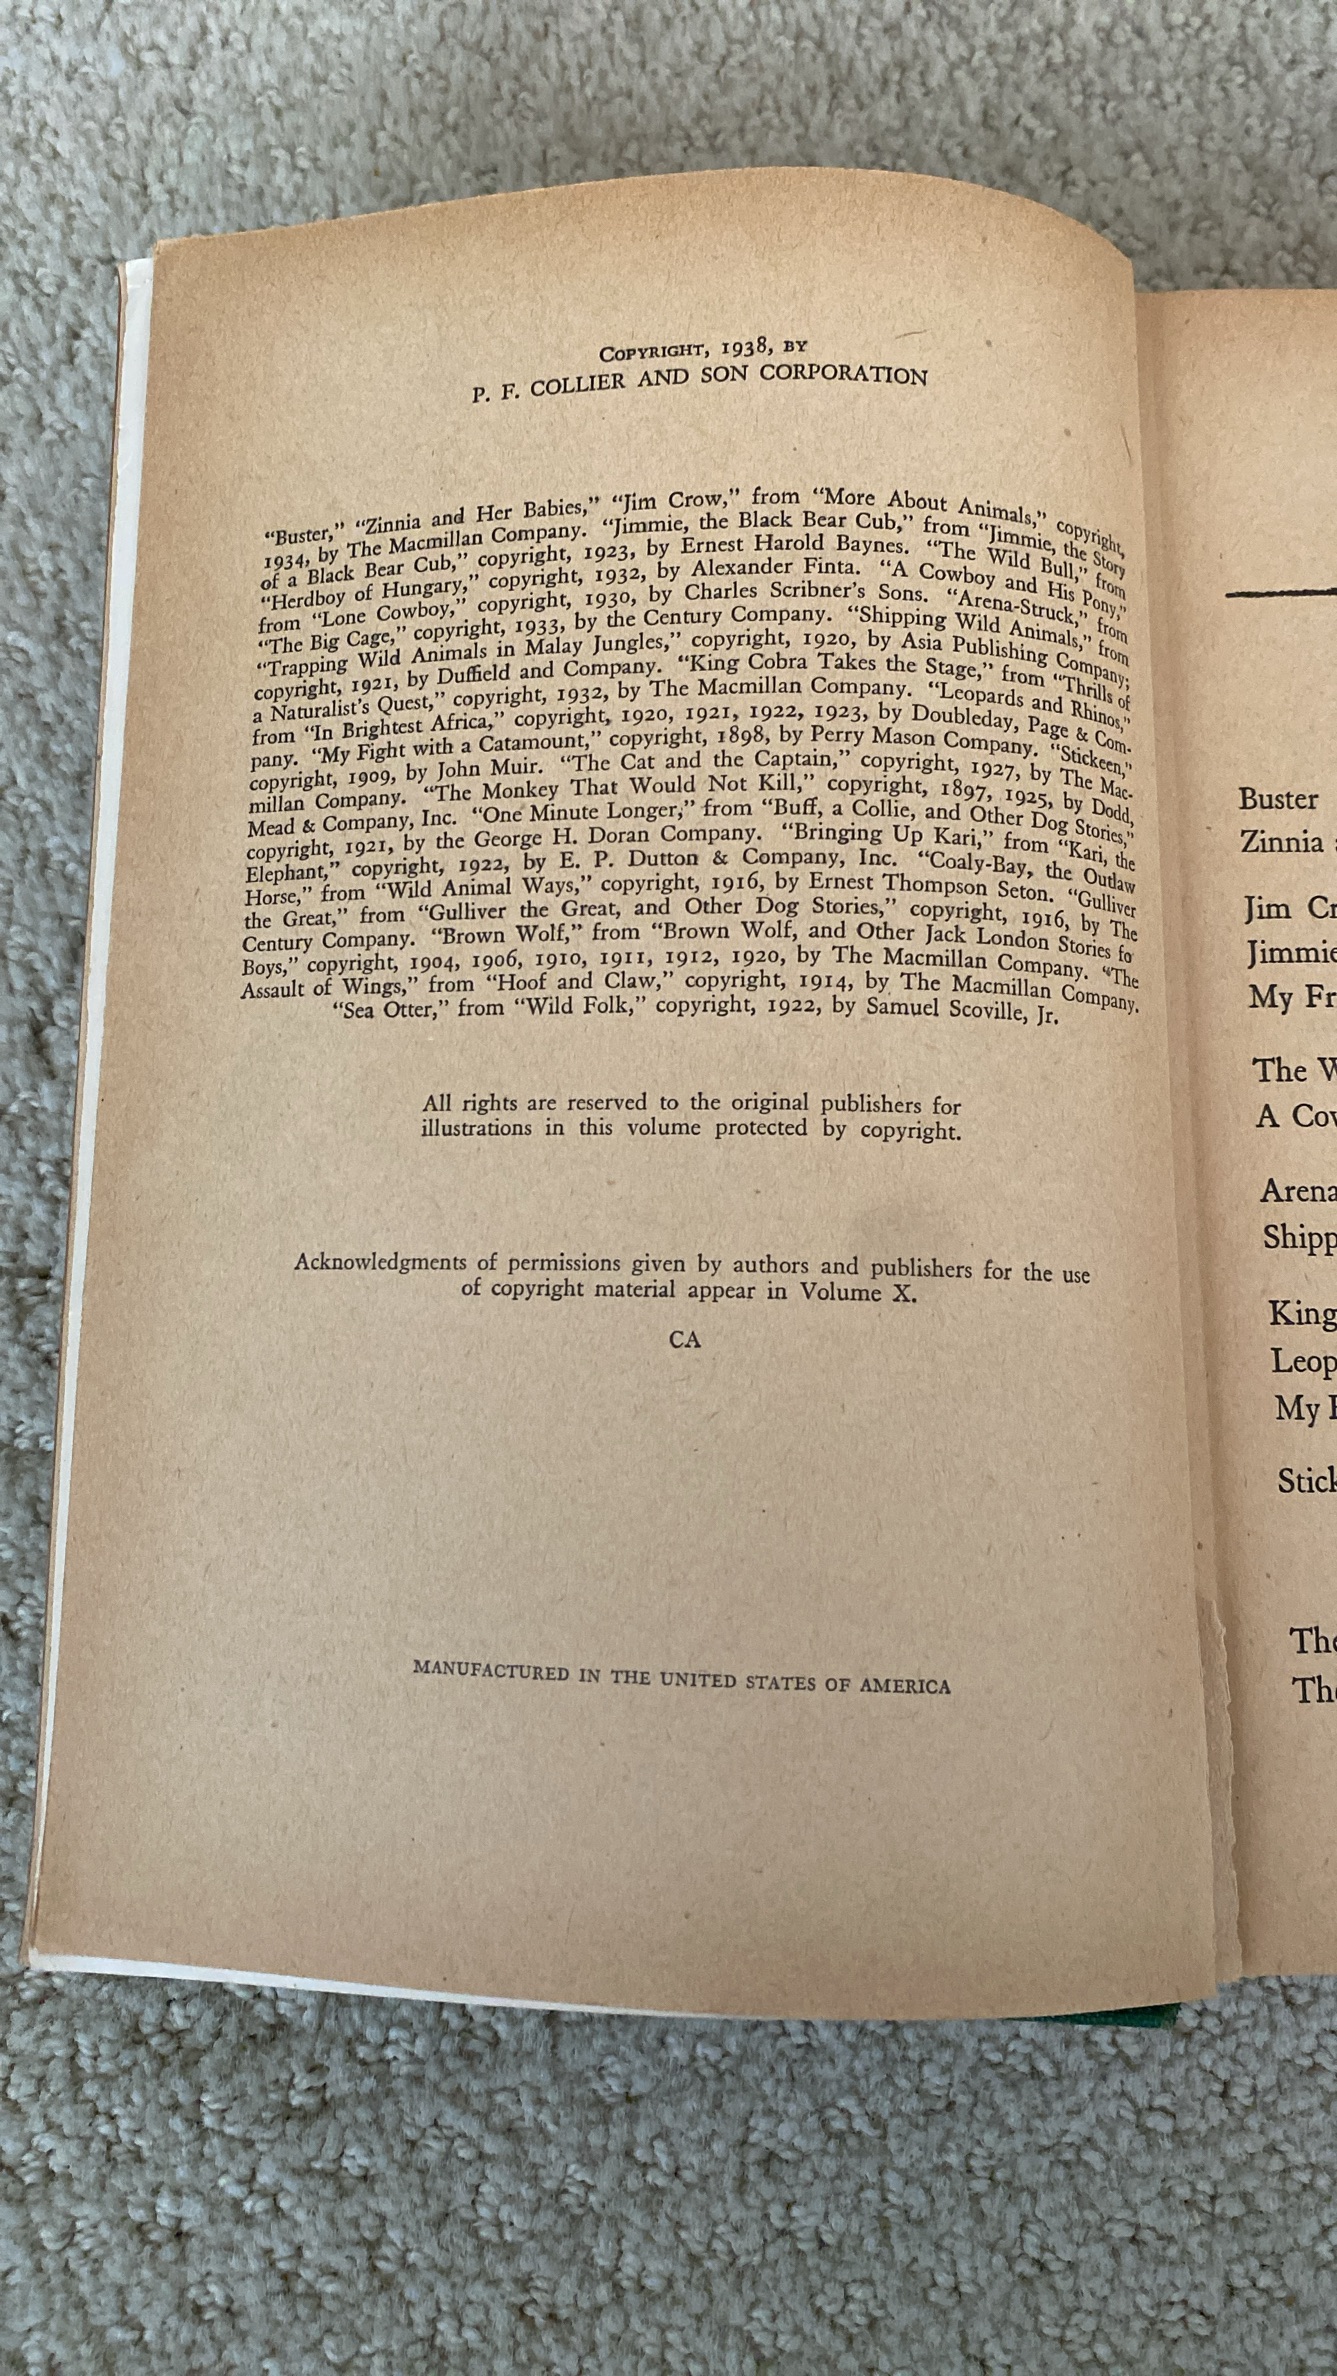 Copyright, 1938, by
P. F. COLLIER AND SON CORPORATION
“Buster,” “Zinnia and Her Babies,” “Jim Crow,” from “More About Animals,” copyright,
1934, by The Macmillan Company. “Jimmie, the Black Bear Cub,” from “Jimmie, the Story
of a Black Bear Cub,” copyright, 1923, by Ernest Harold Baynes. “The Wild Bull,” from
“Herdboy of Hungary,” copyright, 1932, by Alexander Finta. “A Cowboy and His Pony,”
from “Lone Cowboy,” copyright, 1930, by Charles Scribner's Sons. “Arena-Struck,” from
“The Big Cage,” copyright, 1933, by the Century Company. “Shipping Wild Animals,” from
“Trapping Wild Animals in Malay Jungles,” copyright, 1920, by Asia Publishing Company;
copyright, 1921, by Duffield and Company. “King Cobra Takes the Stage,” from “Thrills of
a Naturalist's Quest,” copyright, 1932, by The Macmillan Company. “Leopards and Rhinos,”
from “In Brightest Africa,” copyright, 1920, 1921, 1922, 1923, by Doubleday, Page & Com-
pany. “My Fight with a Catamount,” copyright, 1898, by Perry Mason Company. “Stickeen,”
copyright, 1909, by John Muir. “The Cat and the Captain,” copyright, 1927, by The Mac-
millan Company. “The Monkey That Would Not Kill,” copyright, 1897, 1925, by Dodd,
Mead & Company, Inc. “One Minute Longer,” from “Buff, a Collie, and Other Dog Stories,”
copyright, 1921, by the George H. Doran Company. “Bringing Up Kari,” from “Kari, the
Elephant,” copyright, 1922, by E. P. Dutton & Company, Inc. “Coaly-Bay, the Outlaw
Horse,” from “Wild Animal Ways,” copyright, 1916, by Ernest Thompson Seton. “Gulliver
the Great,” from “Gulliver the Great, and Other Dog Stories,” copyright, 1916, by The
Century Company. “Brown Wolf,” from “Brown Wolf, and Other Jack London Stories fo
Boys,” copyright, 1904, 1906, 1910, 1911, 1912, 1920, by The Macmillan Company. “The
Assault of Wings,” from “Hoof and Claw,” copyright, 1914, by The Macmillan Company.
“Sea Otter,” from “Wild Folk,” copyright, 1922, by Samuel Scoville, Jr.
All rights are reserved to the original publishers for
illustrations in this volume protected by copyright.
Acknowledgments of permissions given by authors and publishers for the use
of copyright material appear in Volume X.
CA
MANUFACTURED IN THE UNITED STATES OF AMERICA
Buster
Zinnia
Jim Cr
Jimmie
My Fr
The W
A Cov
Arena
Shipp
King
Leop
My
Stick
The
The